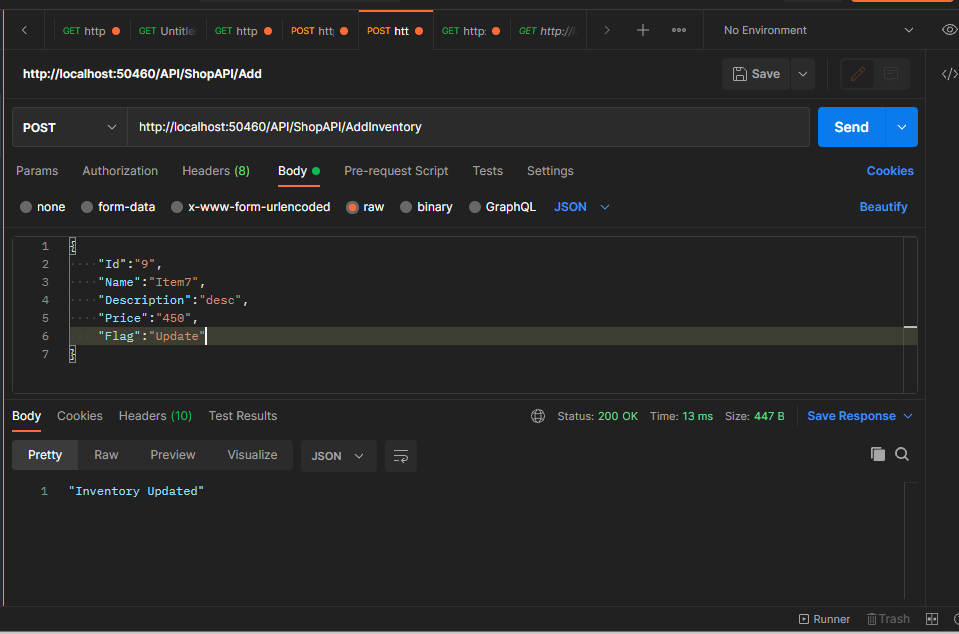 GET http GET Untitle GET http POST htt POST htt GET http: GET http:// No Environment
http://localhost:50460/API/ShopAPI/Add Save </>
POST http://localhost:50460/API/ShopAPI/AddInventory Send
Params Authorization Headers (8) Body Pre-request Script Tests Settings Cookies
none form-data x-www-form-urlencoded raw binary GraphQL JSON Beautify
1 {
2 "Id":"9",
3 "Name":"Item7",
4 "Description":"desc",
5 "Price":"450",
6 "Flag":"Update"
7 }
Body Cookies Headers (10) Test Results Status: 200 OK Time: 13 ms Size: 447 B Save Response
Pretty Raw Preview Visualize JSON
1 "Inventory Updated"
Runner Trash